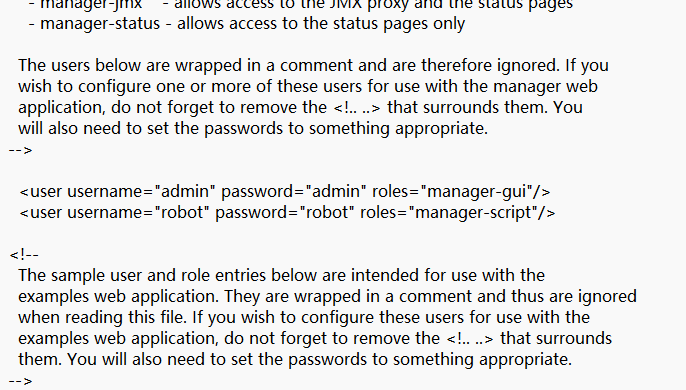 - manager-jmx - allows access to the JMX proxy and the status pages
- manager-status - allows access to the status pages only
The users below are wrapped in a comment and are therefore ignored. If you
wish to configure one or more of these users for use with the manager web
application, do not forget to remove the <!.. ..> that surrounds them. You
will also need to set the passwords to something appropriate.
-->
<user username="admin" password="admin" roles="manager-gui"/>
<user username="robot" password="robot" roles="manager-script"/>
<!--
The sample user and role entries below are intended for use with the
examples web application. They are wrapped in a comment and thus are ignored
when reading this file. If you wish to configure these users for use with the
examples web application, do not forget to remove the <!.. ..> that surrounds
them. You will also need to set the passwords to something appropriate.
-->